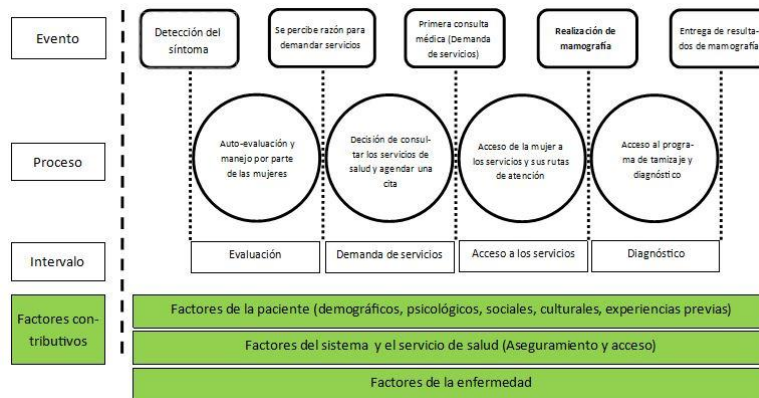 Evento
Detección del
síntoma
Se percibe razón para
demandar servicios
Primera consulta
médica (Demanda
de servicios)
Realización de
mamografía
Entrega de resulta-
dos de mamografía
Proceso
Auto-evaluación y
manejo por parte
de las mujeres
Decisión de consul-
tar los servicios de
salud y agendar una
cita
Acceso de la mujer a
los servicios y sus rutas
de atención
Acceso al progra-
ma de tamizaje y
diagnóstico
Intervalo
Evaluación
Demanda de servicios
Acceso a los servicios
Diagnóstico
Factores con-
tributivos
Factores de la paciente (demográficos, psicológicos, sociales, culturales, experiencias previas)
Factores del sistema y el servicio de salud (Aseguramiento y acceso)
Factores de la enfermedad